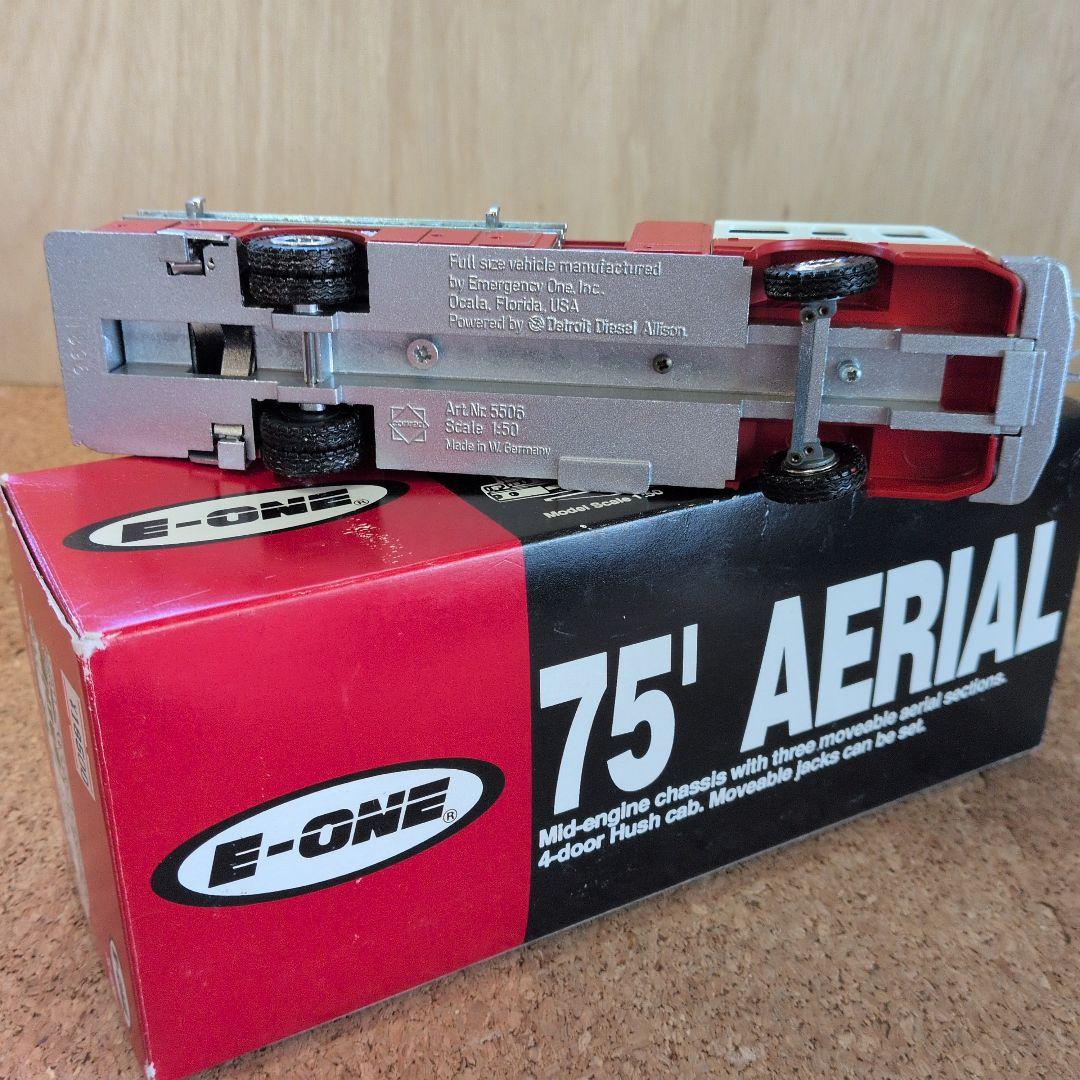 Full size vehicle manufactured
by Emergency One, Inc.
Ocala, Florida, USA
Powered by Detroit Diesel Allison
Art.Nr. 5506
Scale 1:50
Made in W. Germany
E-ONE®
Model Scale 1:50
75' AERIAL
Mid-engine chassis with three moveable aerial sections.
4-door Hush cab. Moveable jacks can be set.
E-ONE®